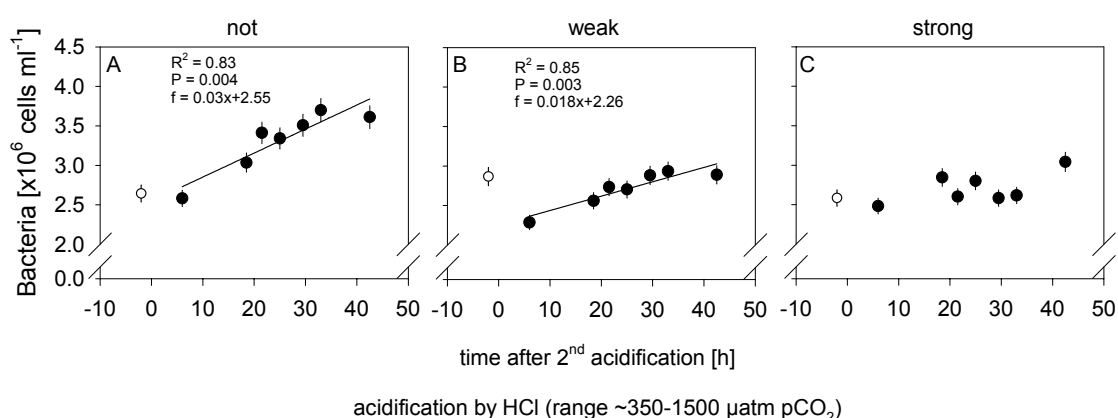 not weak strong
A
R² = 0.83
P = 0.004
f = 0.03x+2.55
B
R² = 0.85
P = 0.003
f = 0.018x+2.26
C
Bacteria [x10⁶ cells ml⁻¹]
4.5
4.0
3.5
3.0
2.5
2.0
0.0
-10 0 10 20 30 40 50 -10 0 10 20 30 40 50 -10 0 10 20 30 40 50
time after 2ⁿᵈ acidification [h]
acidification by HCl (range ~350-1500 µatm pCO₂)